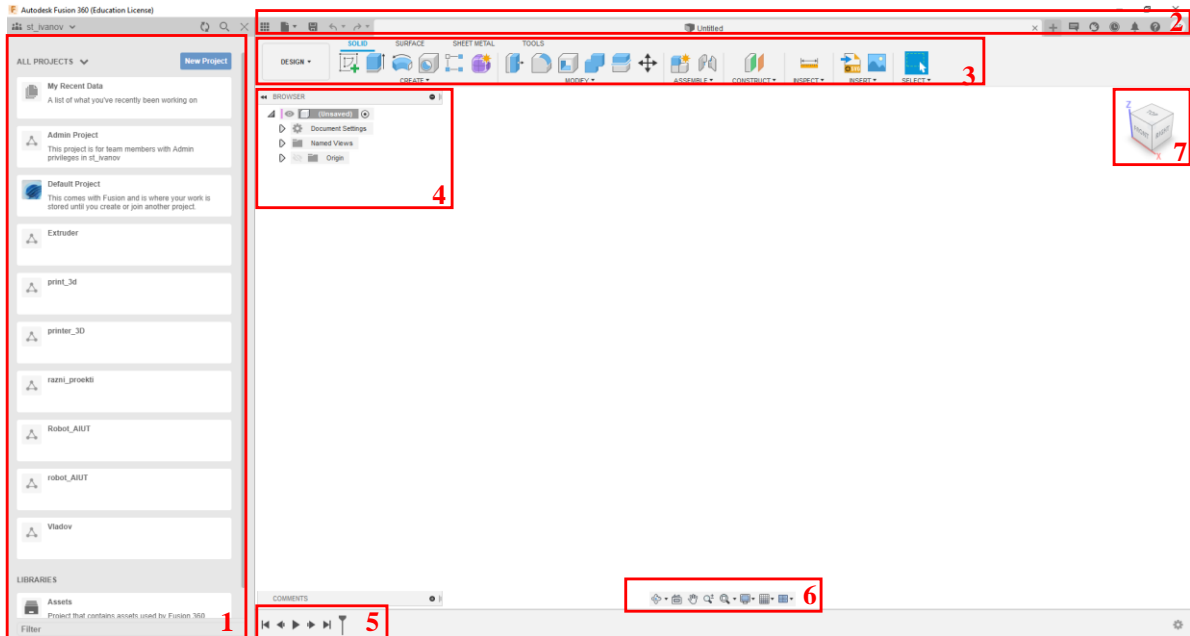 Autodesk Fusion 360 (Education License)
st_ivanov
Untitled
2
ALL PROJECTS
New Project
My Recent Data
A list of what you've recently been working on
Admin Project
This project is for team members with Admin
privileges in st_ivanov
Default Project
This comes with Fusion and is where your work is
stored until you create or join another project.
Extruder
print_3d
printer_3D
razni_proekti
Robot_AIUT
robot_AIUT
Vladov
LIBRARIES
Assets
Project that contains assets used by Fusion 360
Filter
1
DESIGN
SOLID SURFACE SHEET METAL TOOLS
CREATE MODIFY ASSEMBLE CONSTRUCT INSPECT INSERT SELECT
3
BROWSER
(Unsaved)
Document Settings
Named Views
Origin
4
Z
TOP
FRONT RIGHT
X
7
COMMENTS
5
6